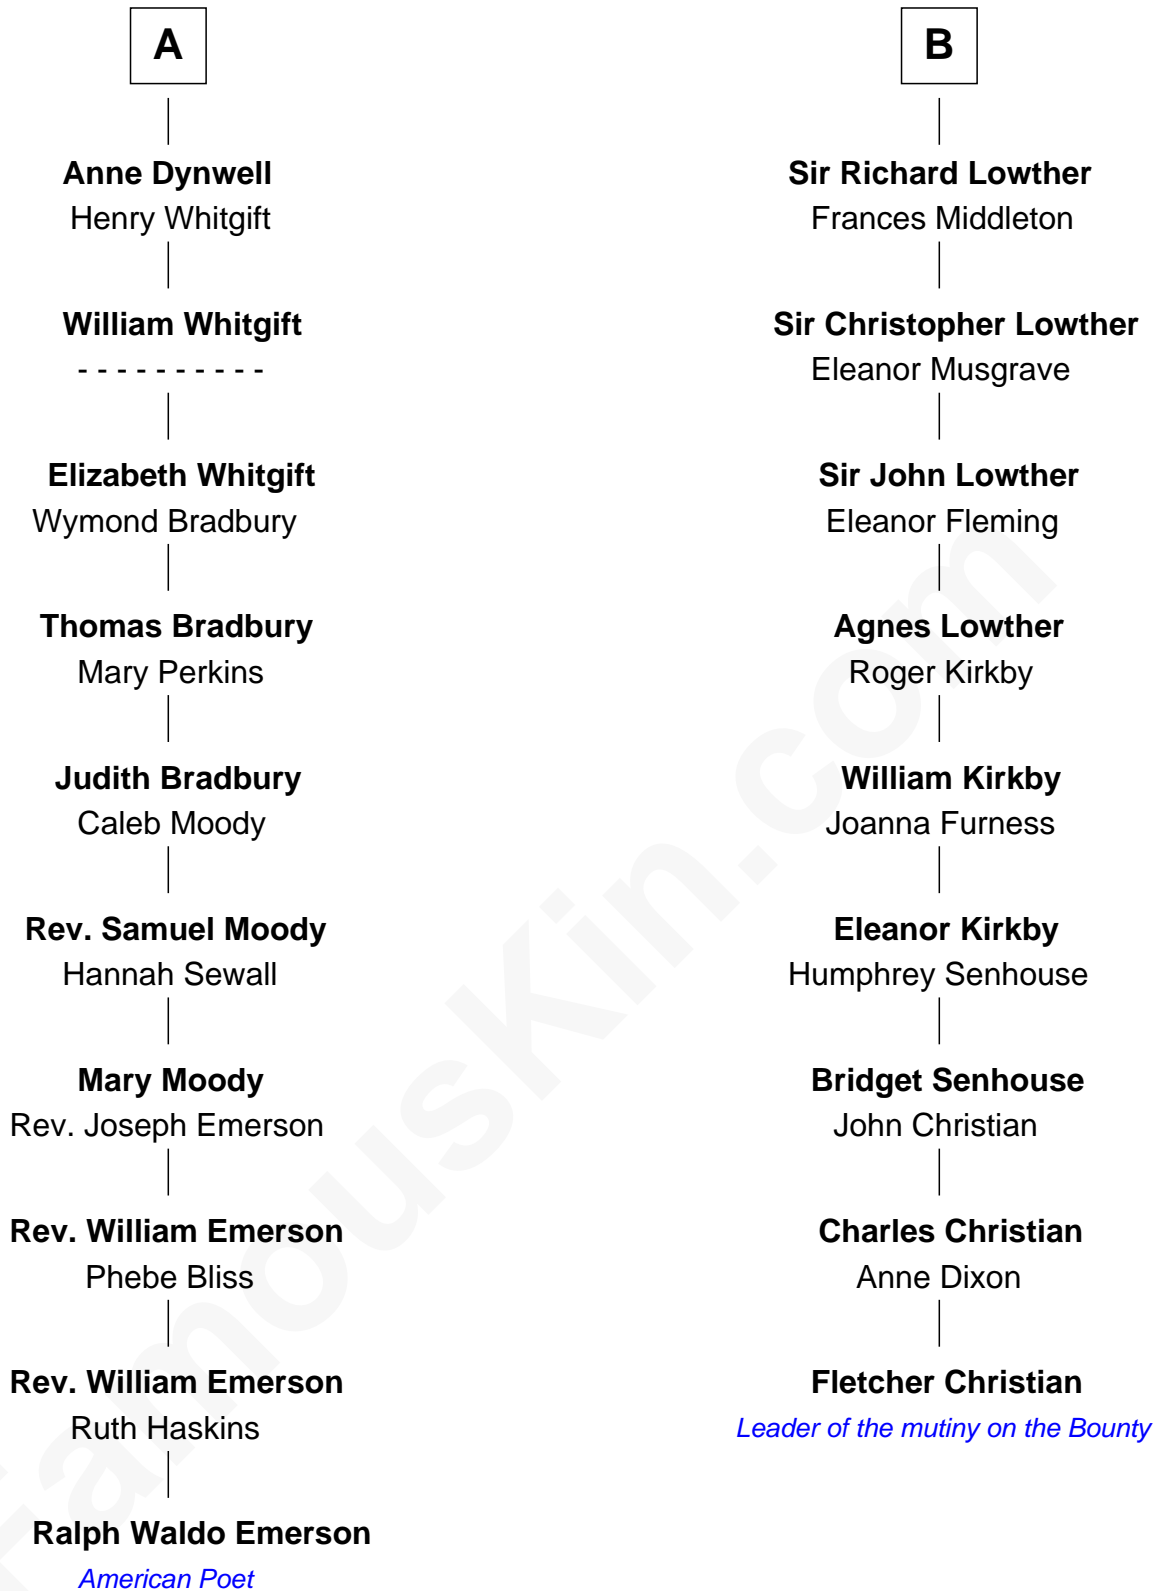 A
Anne Dynwell
Henry Whitgift
William Whitgift
- - - - - - - - - -
Elizabeth Whitgift
Wymond Bradbury
Thomas Bradbury
Mary Perkins
Judith Bradbury
Caleb Moody
Rev. Samuel Moody
Hannah Sewall
Mary Moody
Rev. Joseph Emerson
Rev. William Emerson
Phebe Bliss
Rev. William Emerson
Ruth Haskins
Ralph Waldo Emerson
American Poet
B
Sir Richard Lowther
Frances Middleton
Sir Christopher Lowther
Eleanor Musgrave
Sir John Lowther
Eleanor Fleming
Agnes Lowther
Roger Kirkby
William Kirkby
Joanna Furness
Eleanor Kirkby
Humphrey Senhouse
Bridget Senhouse
John Christian
Charles Christian
Anne Dixon
Fletcher Christian
Leader of the mutiny on the Bounty
FamousKin.com